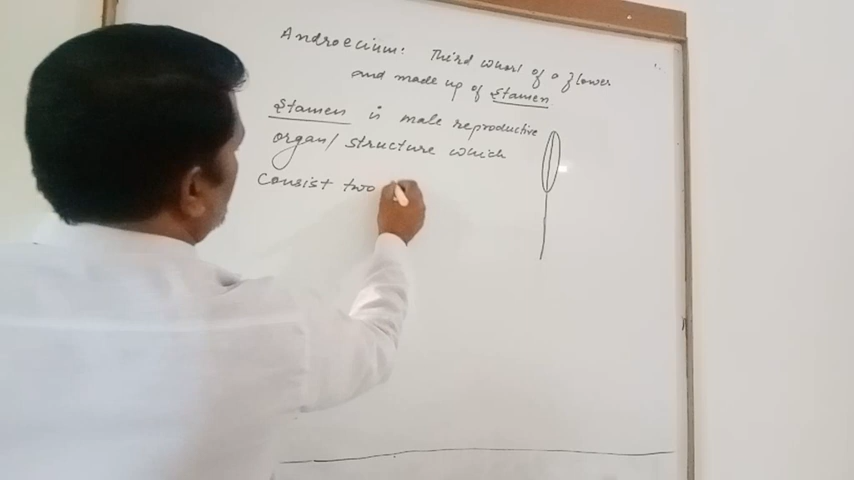 Androecium: Third whorl of a flower
and made up of Stamen
Stamen is male reproductive
organ/ structure which
consist two